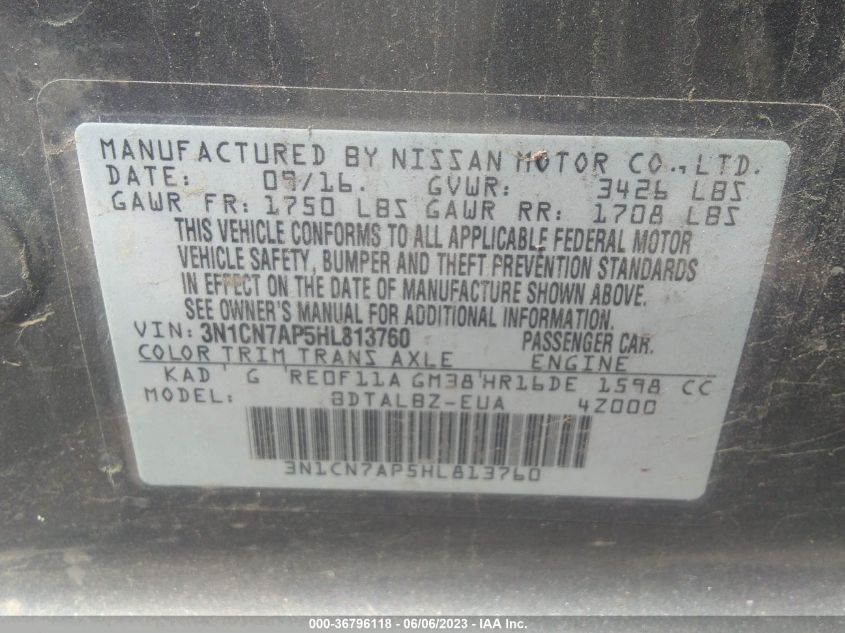 MANUFACTURED BY NISSAN MOTOR CO., LTD.
DATE: 09/16. GVWR: 3426 LBS
GAWR FR: 1750 LBS GAWR RR: 1708 LBS
THIS VEHICLE CONFORMS TO ALL APPLICABLE FEDERAL MOTOR
VEHICLE SAFETY, BUMPER AND THEFT PREVENTION STANDARDS
IN EFFECT ON THE DATE OF MANUFACTURE SHOWN ABOVE.
SEE OWNER'S MANUAL FOR ADDITIONAL INFORMATION.
VIN: 3N1CN7AP5HL813760 PASSENGER CAR.
COLOR TRIM TRANS AXLE ENGINE
KAD G RE0F11A GM38 HR16DE 1598 CC
MODEL: BDTALBZ-EUA 4Z000
3N1CN7AP5HL813760
000-36796118 - 06/06/2023 - IAA Inc.